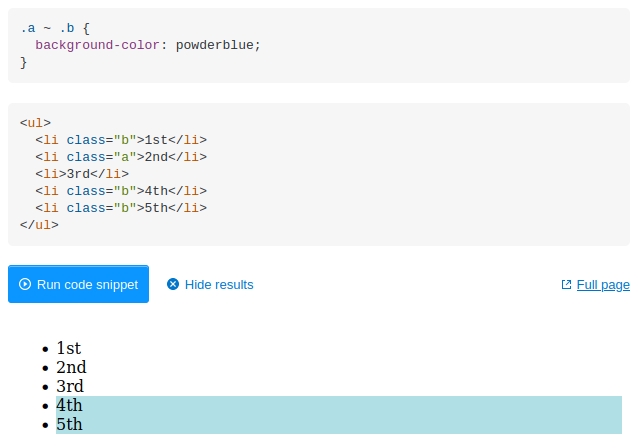 .a ~ .b {
  background-color: powderblue;
}
<ul>
  <li class="b">1st</li>
  <li class="a">2nd</li>
  <li>3rd</li>
  <li class="b">4th</li>
  <li class="b">5th</li>
</ul>
Run code snippet Hide results Full page
• 1st
• 2nd
• 3rd
• 4th
• 5th